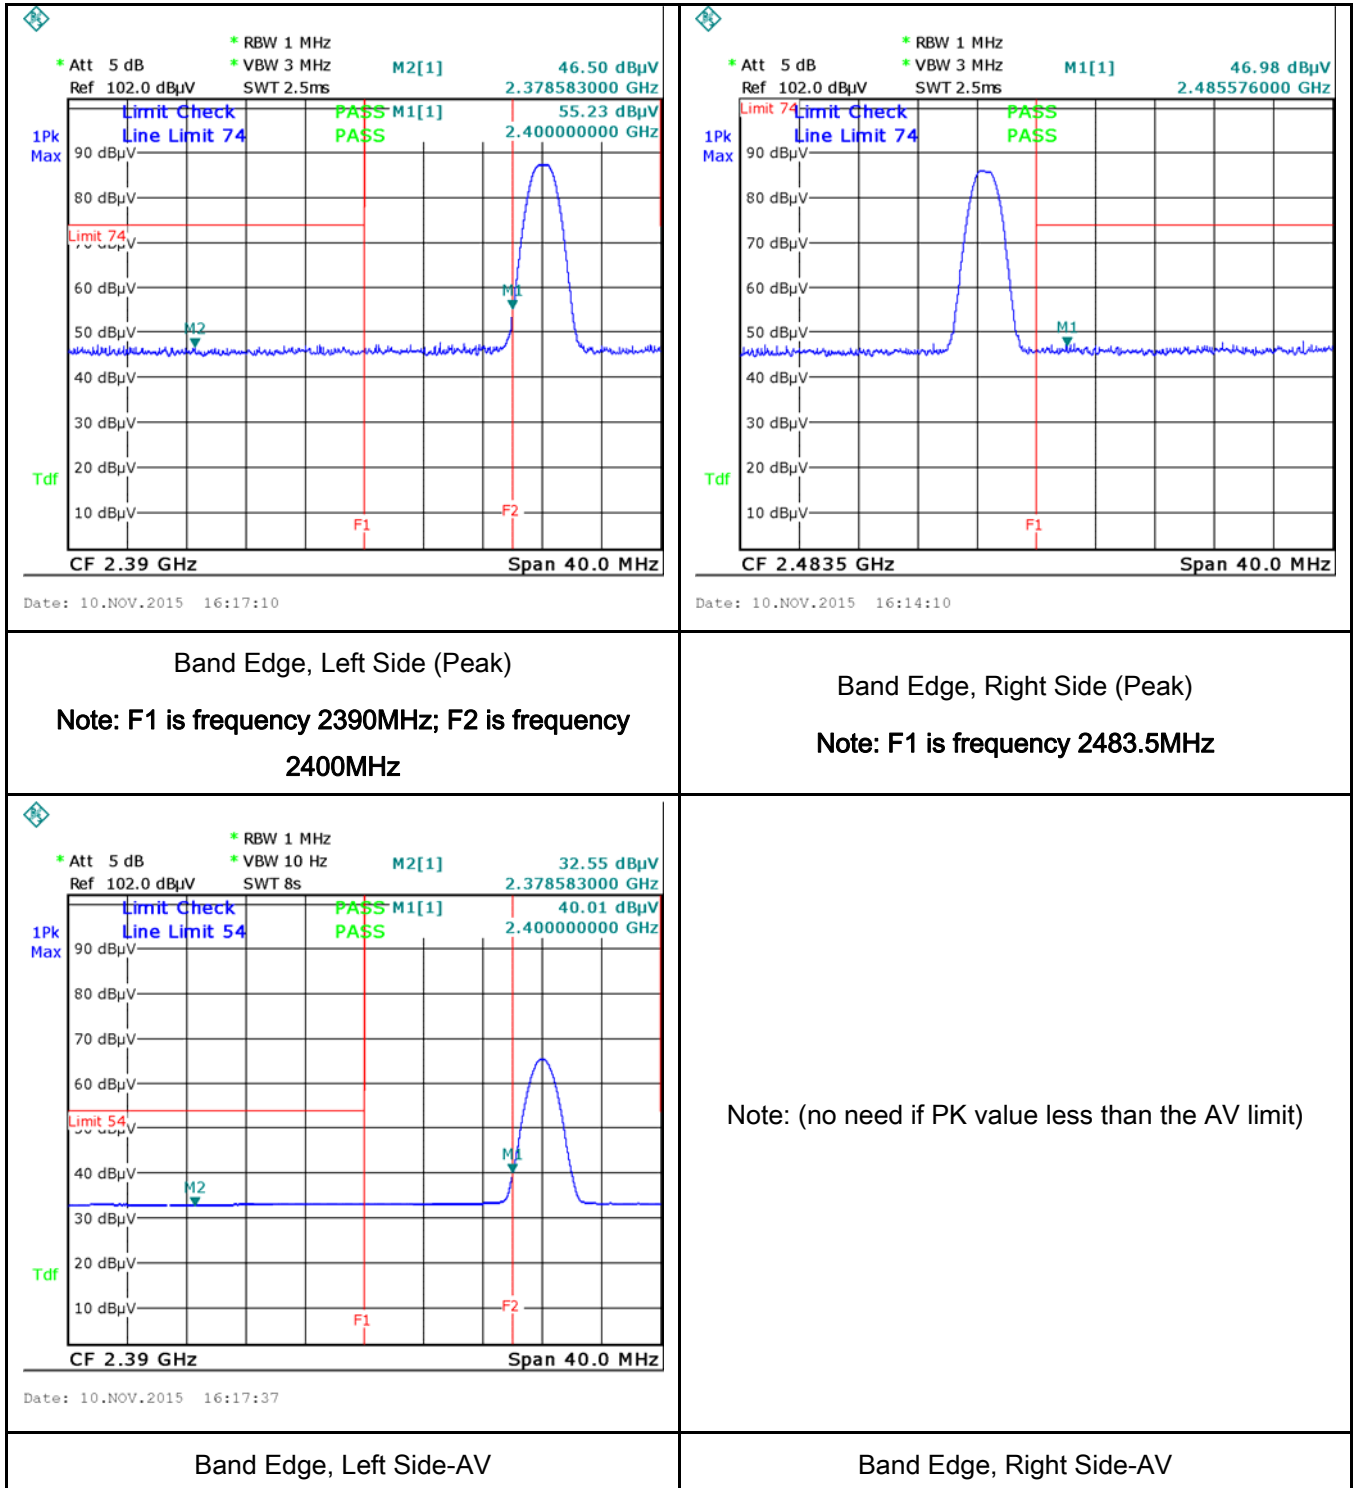 * RBW 1 MHz
* Att 5 dB * VBW 3 MHz M2[1] 46.50 dBµV
Ref 102.0 dBµV SWT 2.5ms 2.378583000 GHz
Limit Check PASS M1[1] 55.23 dBµV
1Pk Line Limit 74 PASS 2.400000000 GHz
Max 90 dBµV
80 dBµV
Limit 74
70 dBµV
60 dBµV
M1
50 dBµV
M2
40 dBµV
30 dBµV
20 dBµV
Tdf
10 dBµV
F1 F2
CF 2.39 GHz Span 40.0 MHz
Date: 10.NOV.2015 16:17:10
* RBW 1 MHz
* Att 5 dB * VBW 3 MHz M1[1] 46.98 dBµV
Ref 102.0 dBµV SWT 2.5ms 2.485576000 GHz
Limit 74 Limit Check PASS
1Pk Line Limit 74 PASS
Max 90 dBµV
80 dBµV
70 dBµV
60 dBµV
50 dBµV
M1
40 dBµV
30 dBµV
20 dBµV
Tdf
10 dBµV
F1
CF 2.4835 GHz Span 40.0 MHz
Date: 10.NOV.2015 16:14:10
Band Edge, Left Side (Peak)
Note: F1 is frequency 2390MHz; F2 is frequency
2400MHz
Band Edge, Right Side (Peak)
Note: F1 is frequency 2483.5MHz
* RBW 1 MHz
* Att 5 dB * VBW 10 Hz M2[1] 32.55 dBµV
Ref 102.0 dBµV SWT 8s 2.378583000 GHz
Limit Check PASS M1[1] 40.01 dBµV
1Pk Line Limit 54 PASS 2.400000000 GHz
Max 90 dBµV
80 dBµV
70 dBµV
60 dBµV
Limit 54
50 dBµV
M1
40 dBµV
M2
30 dBµV
20 dBµV
Tdf
10 dBµV
F1 F2
CF 2.39 GHz Span 40.0 MHz
Date: 10.NOV.2015 16:17:37
Note: (no need if PK value less than the AV limit)
Band Edge, Left Side-AV
Band Edge, Right Side-AV